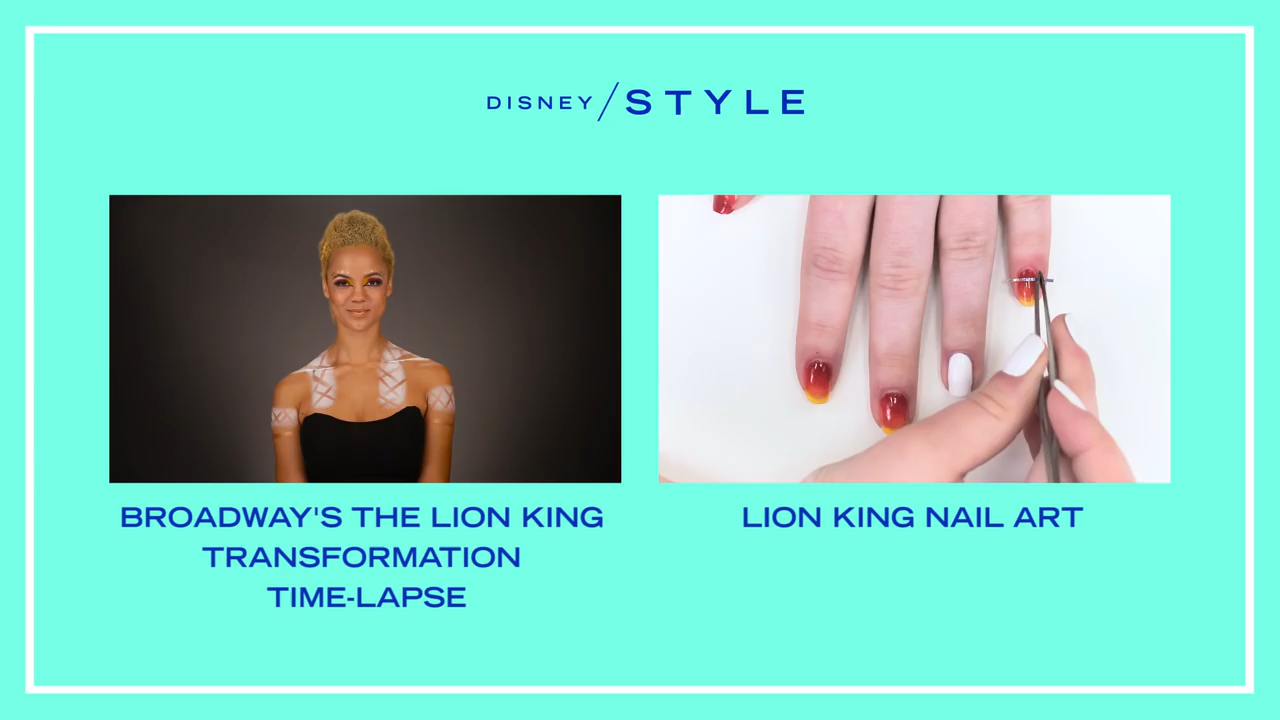 DISNEY/STYLE
BROADWAY'S THE LION KING
TRANSFORMATION
TIME-LAPSE
LION KING NAIL ART